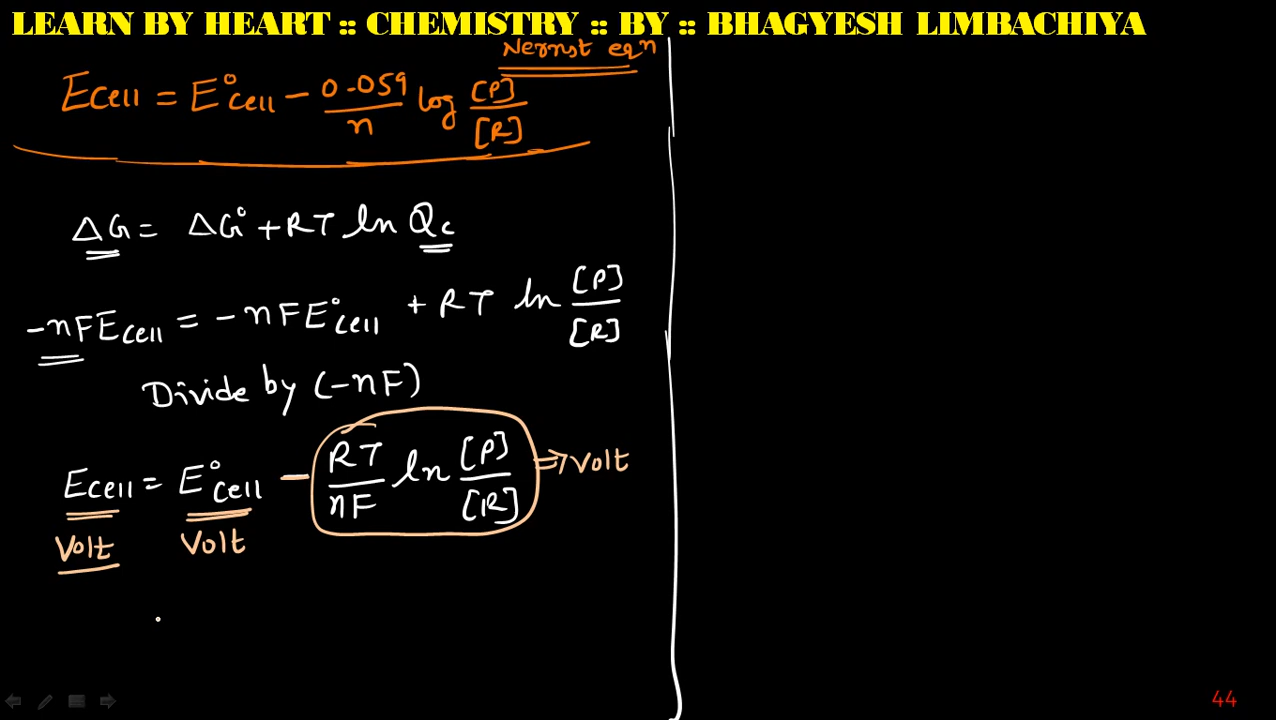 LEARN BY HEART :: CHEMISTRY :: BY :: BHAGYESH LIMBACHIYA
Nernst eqⁿ
Ecell = E°cell − 0.059/n log [P]/[R]
ΔG = ΔG° + RT ln Qc
−nFEcell = −nFE°cell + RT ln [P]/[R]
Divide by (−nF)
Ecell = E°cell − RT/nF ln [P]/[R] ⇒ Volt
Volt Volt
44